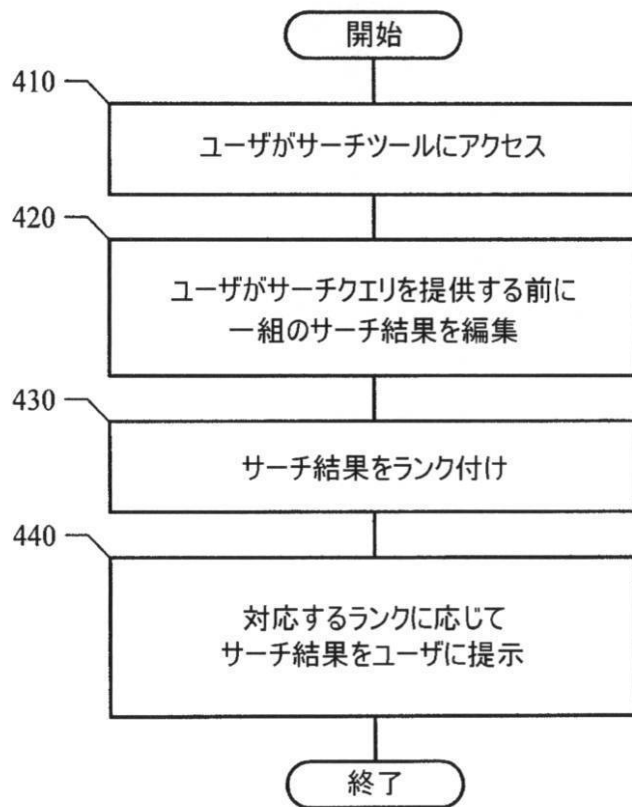 開始
410
ユーザがサーチツールにアクセス
420
ユーザがサーチクエリを提供する前に
一組のサーチ結果を編集
430
サーチ結果をランク付け
440
対応するランクに応じて
サーチ結果をユーザに提示
終了